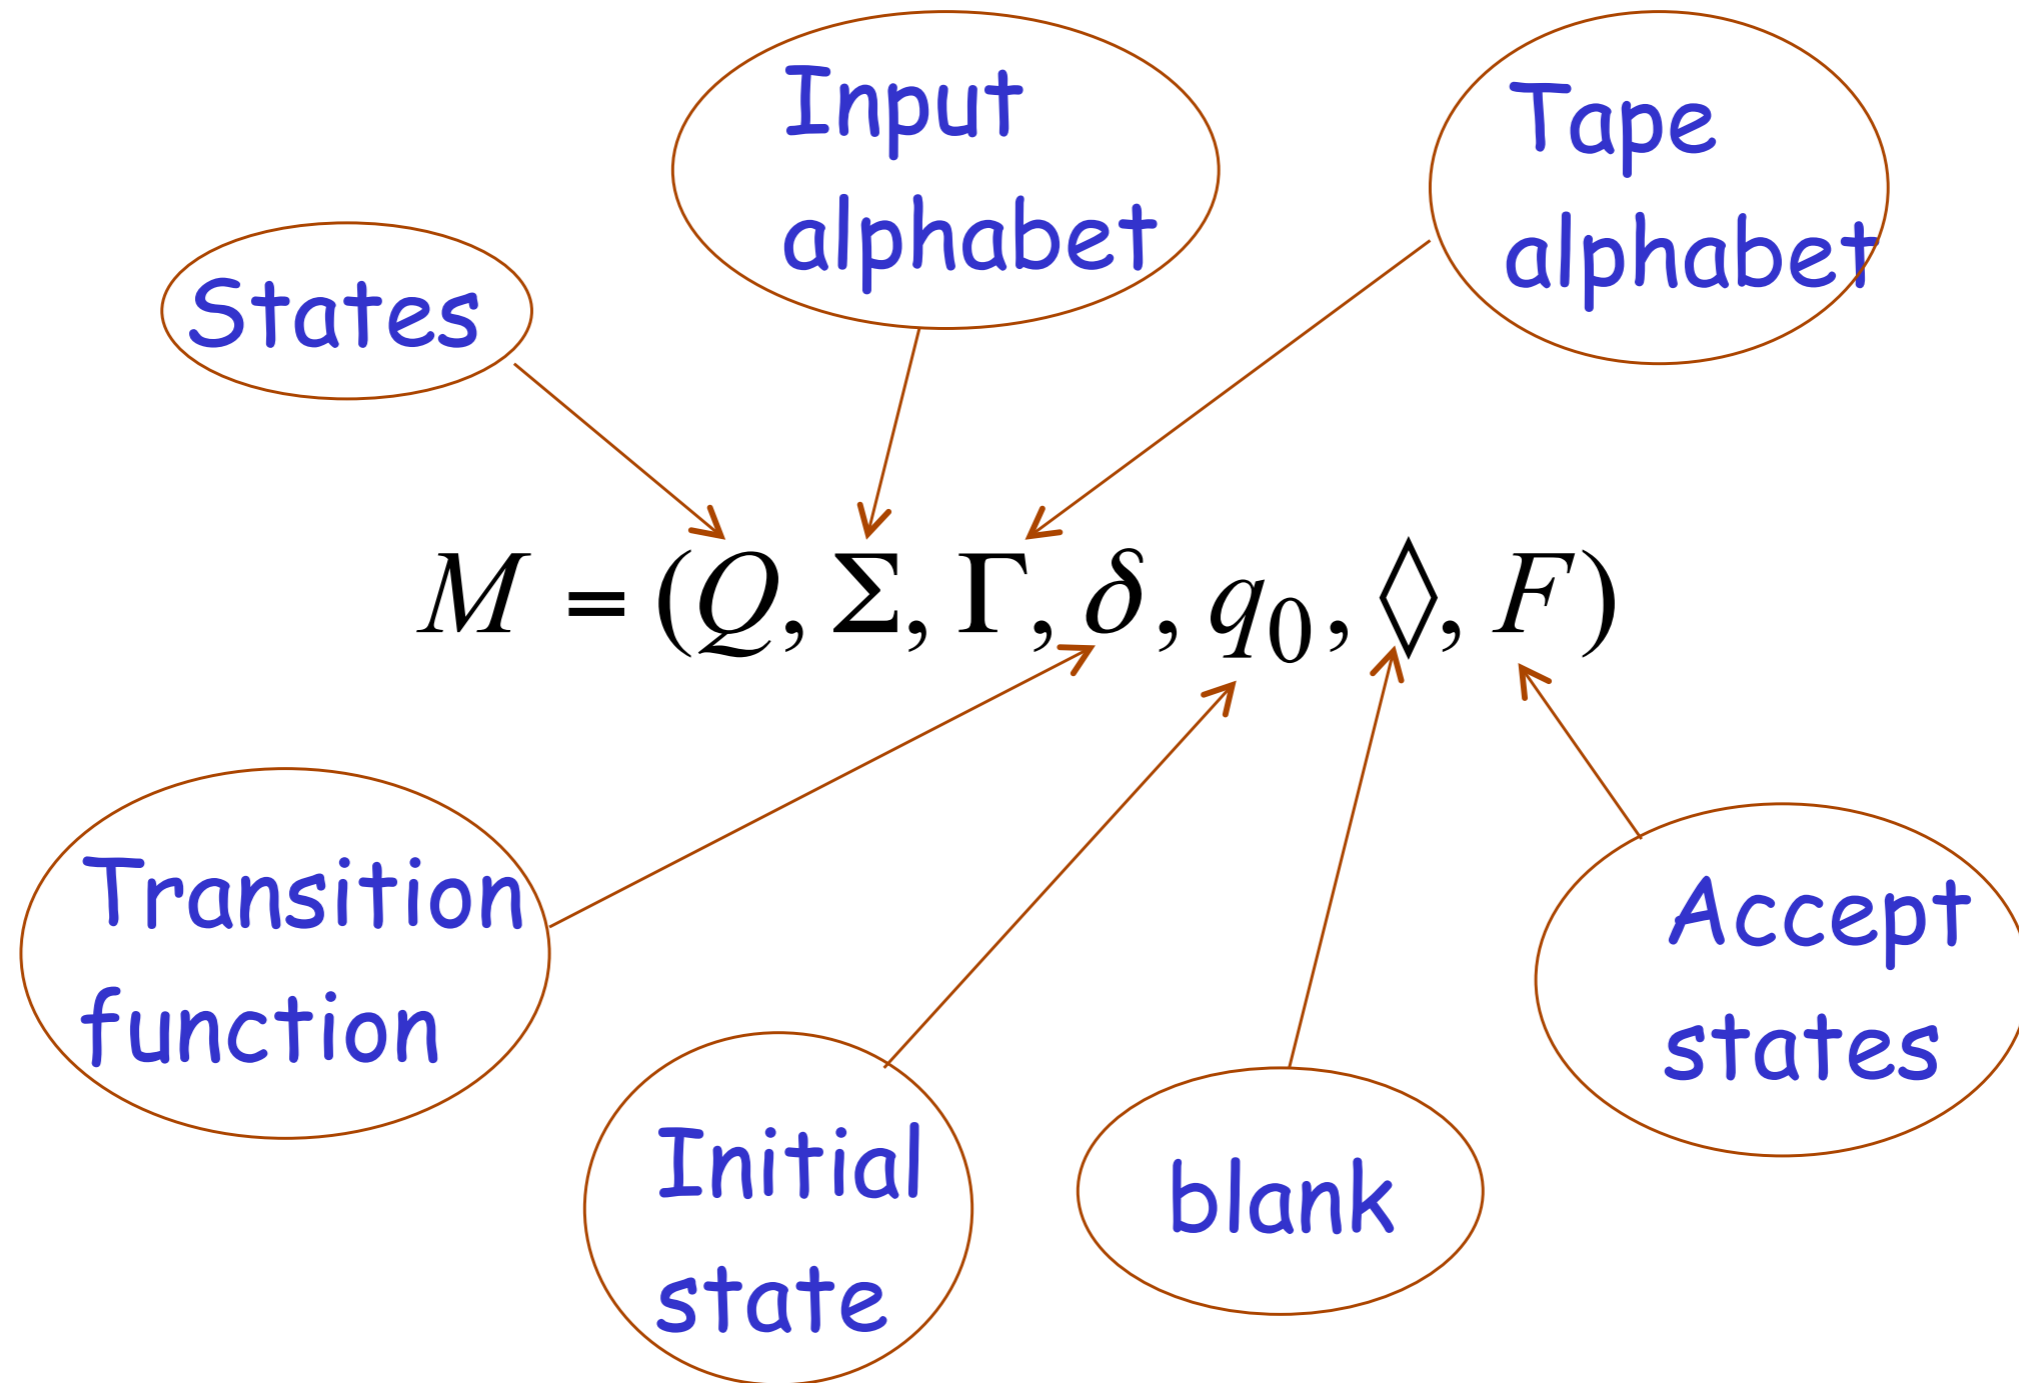 Input
alphabet
Tape
alphabet
States
M = (Q, Σ, Γ, δ, q₀, ◊, F)
Transition
function
Initial
state
blank
Accept
states